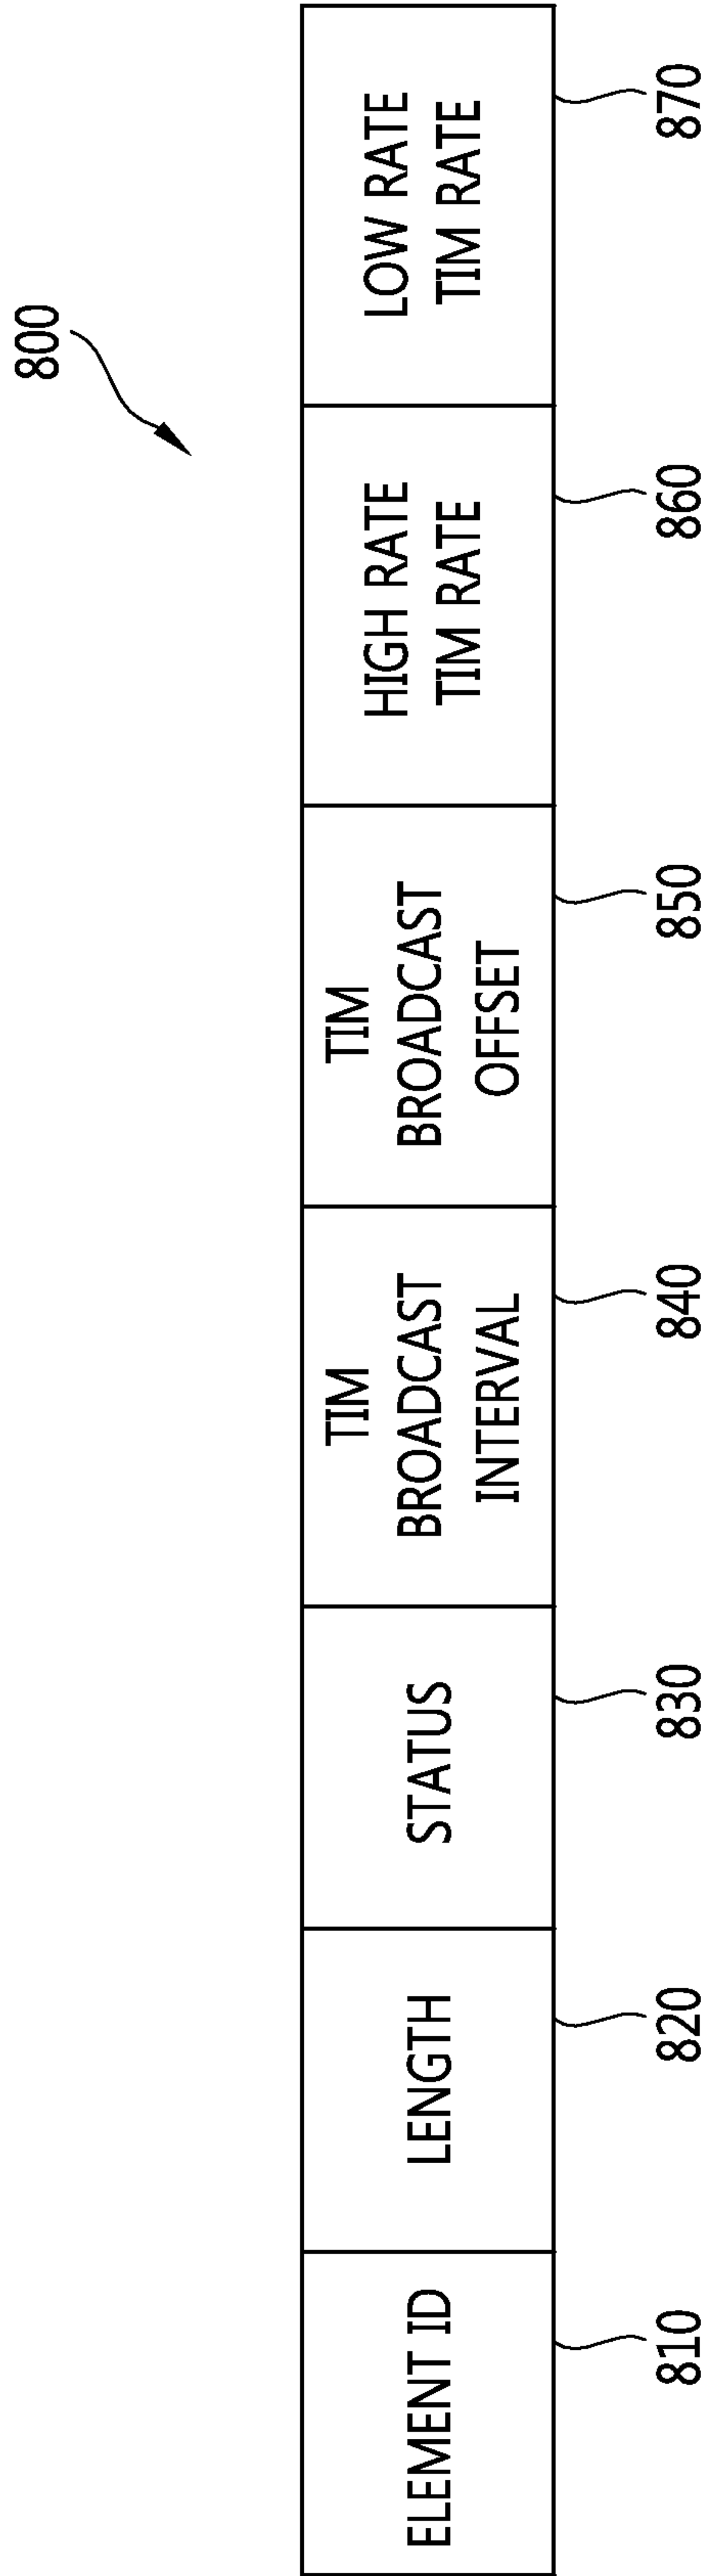 800
ELEMENT ID
LENGTH
STATUS
TIM
BROADCAST
INTERVAL
TIM
BROADCAST
OFFSET
HIGH RATE
TIM RATE
LOW RATE
TIM RATE
810
820
830
840
850
860
870